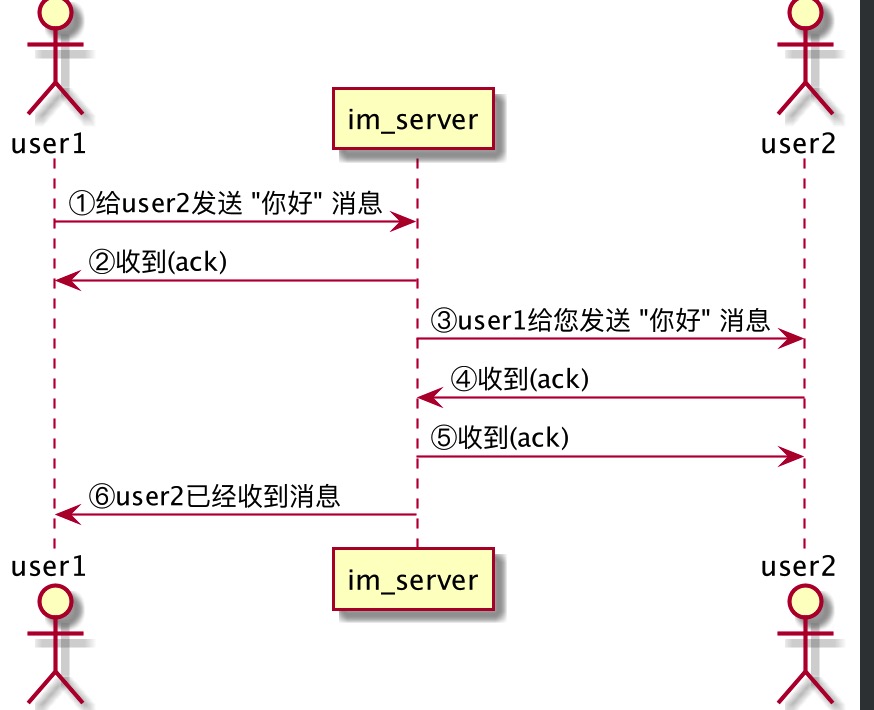 user1
im_server
user2
①给user2发送 "你好" 消息
②收到(ack)
③user1给您发送 "你好" 消息
④收到(ack)
⑤收到(ack)
⑥user2已经收到消息
user1
im_server
user2